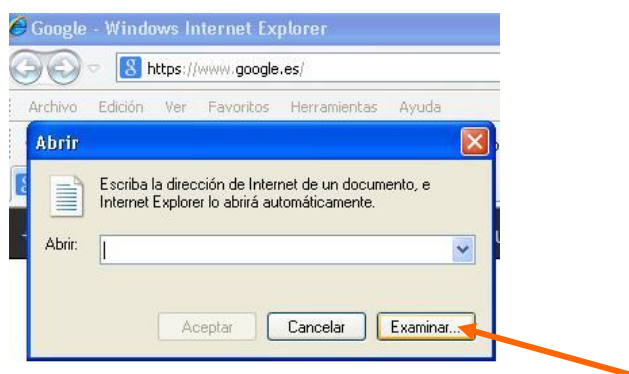 Google - Windows Internet Explorer
https://www.google.es/
Archivo Edición Ver Favoritos Herramientas Ayuda
Abrir
Escriba la dirección de Internet de un documento, e
Internet Explorer lo abrirá automáticamente.
Abrir:
Aceptar Cancelar Examinar...